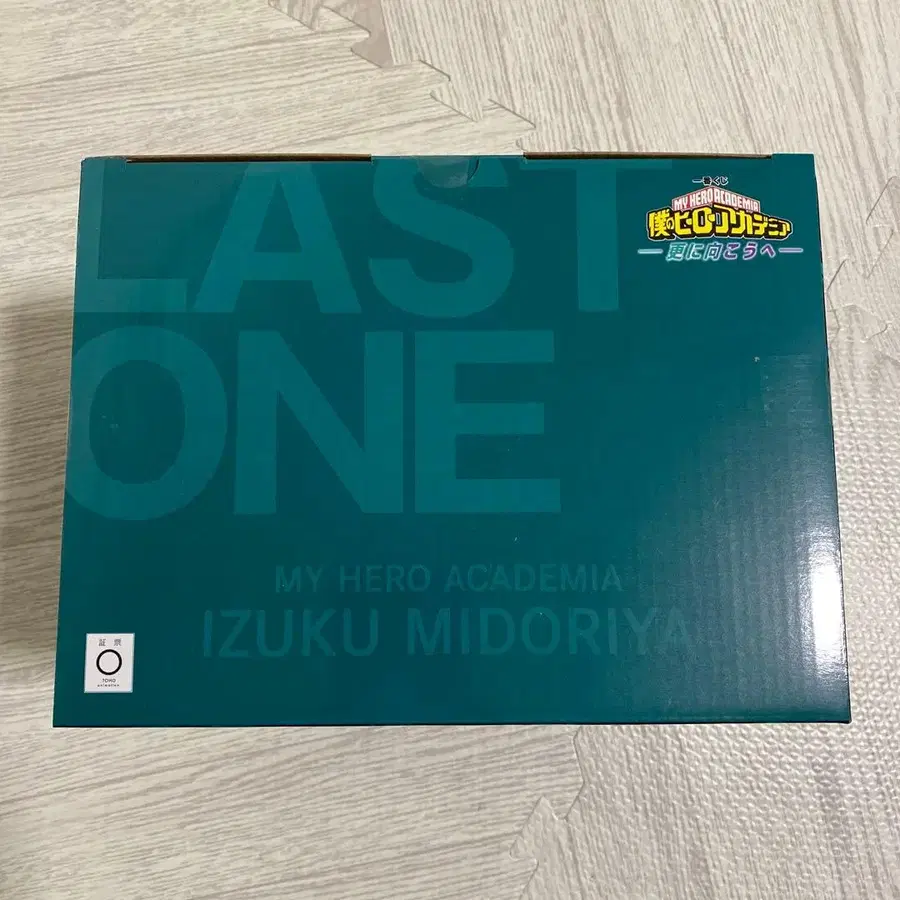 LAST
ONE
一番くじ
MY HERO ACADEMIA
僕のヒーローアカデミア
更に向こうへ
MY HERO ACADEMIA
IZUKU MIDORIYA
証票
TOHO
animation